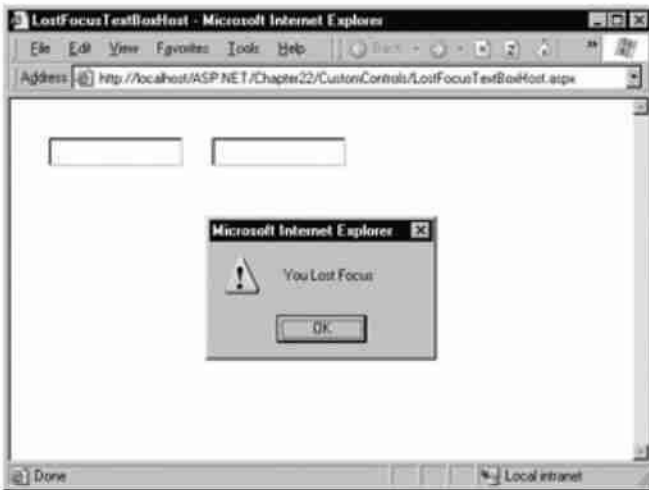 LostFocusTextBoxHost - Microsoft Internet Explorer
File Edit View Favorites Tools Help Back »
Address http://localhost/ASP.NET/Chapter22/CustomControls/LostFocusTextBoxHost.aspx
Microsoft Internet Explorer
You Lost Focus
OK
Done Local intranet